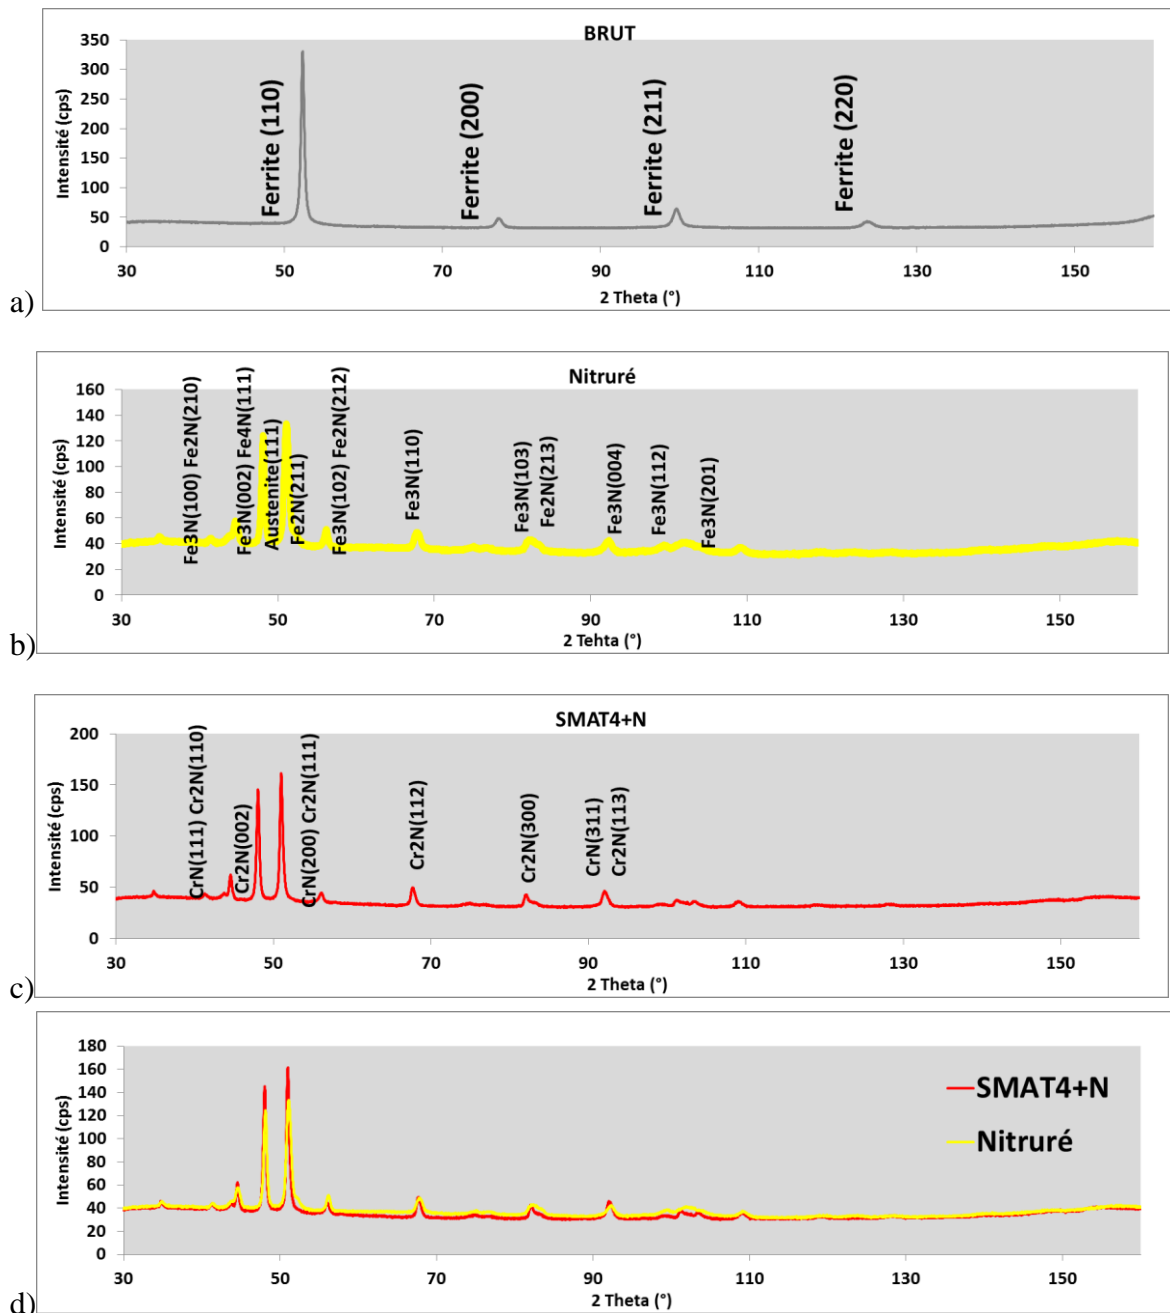 BRUT
350
300
250
200
150
100
50
0
Intensité (cps)
Ferrite (110)
Ferrite (200)
Ferrite (211)
Ferrite (220)
30 50 70 90 110 130 150
2 Theta (°)
a)
Nitruré
160
140
120
100
80
60
40
20
0
Intensité (cps)
Fe3N(100) Fe2N(210)
Fe3N(002) Fe4N(111)
Austenite(111)
Fe2N(211)
Fe3N(102) Fe2N(212)
Fe3N(110)
Fe3N(103)
Fe2N(213)
Fe3N(004)
Fe3N(112)
Fe3N(201)
30 50 70 90 110 130 150
2 Tehta (°)
b)
SMAT4+N
200
150
100
50
0
Intensité (cps)
CrN(111) Cr2N(110)
Cr2N(002)
CrN(200) Cr2N(111)
Cr2N(112)
Cr2N(300)
CrN(311)
Cr2N(113)
30 50 70 90 110 130 150
2 Theta (°)
c)
180
160
140
120
100
80
60
40
20
0
Intensité (cps)
SMAT4+N
Nitruré
30 50 70 90 110 130 150
2 Theta (°)
d)